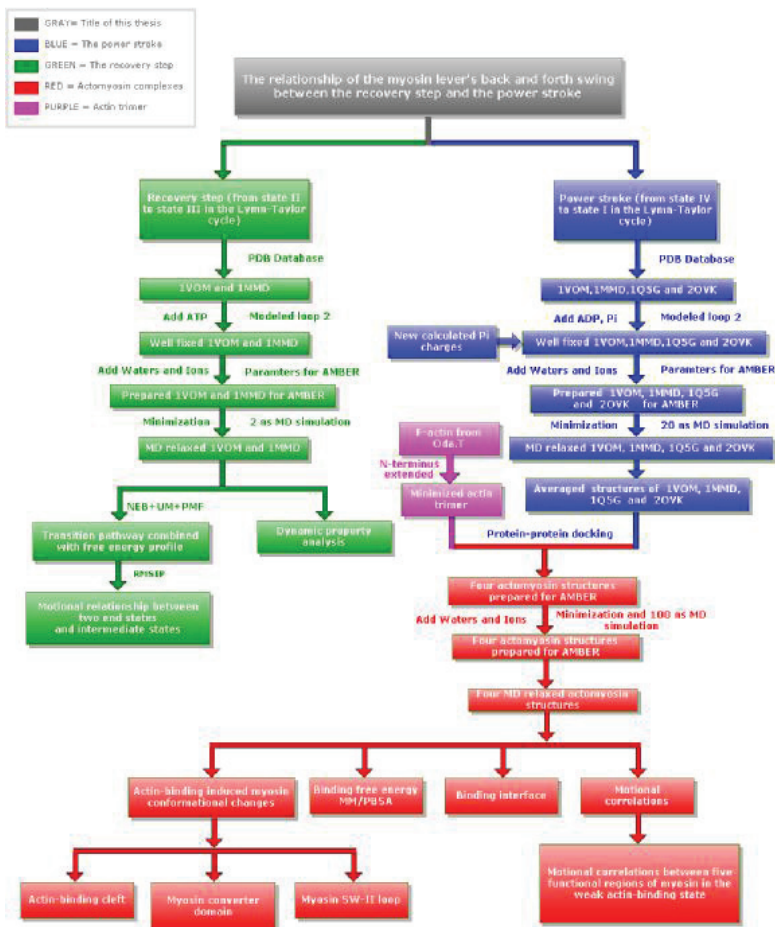 GRAY= Title of this thesis
BLUE = The power stroke
GREEN = The recovery step
RED = Actomyosin complexes
PURPLE = Actin trimer
The relationship of the myosin lever's back and forth swing
between the recovery step and the power stroke
Recovery step (from state II
to state III in the Lymn-Taylor
cycle)
PDB Database
1VOM and 1MMD
Add ATP
Modeled loop 2
Well fixed 1VOM and 1MMD
Add Waters and Ions
Paramters for AMBER
Prepared 1VOM and 1MMD for AMBER
Minimization
2 ns MD simulation
MD relaxed 1VOM and 1MMD
NEB+UM+PMF
Transition pathway combined
with free energy profile
Dynamic property
analysis
RMSIP
Motional relationship between
two end states
and intermediate states
Power stroke (from state IV
to state I in the Lymn-Taylor
cycle)
PDB Database
1VOM,1MMD,1Q5G and 2OVK
Add ADP, Pi
Modeled loop 2
New calculated Pi
charges
Well fixed 1VOM,1MMD,1Q5G and 2OVK
Add Waters and Ions
Paramters for AMBER
Prepared 1VOM, 1MMD, 1Q5G
and 2OVK for AMBER
Minimization
20 ns MD simulation
MD relaxed 1VOM, 1MMD, 1Q5G and 2OVK
Averaged structures of 1VOM, 1MMD,
1Q5G and 2OVK
F-actin from
Oda.T
N-terminus
extended
Minimized actin
trimer
Protein-protein docking
Four actomyosin structures
prepared for AMBER
Add Waters and Ions
Minimization and 100 ns MD
simulation
Four actomyosin structures
prepared for AMBER
Four MD relaxed actomyosin
structures
Actin-binding induced myosin
conformational changes
Binding free energy
MM/PBSA
Binding interface
Motional
correlations
Actin-binding cleft
Myosin converter
domain
Myosin SW-II loop
Motional correlations between five
functional regions of myosin in the
weak actin-binding state